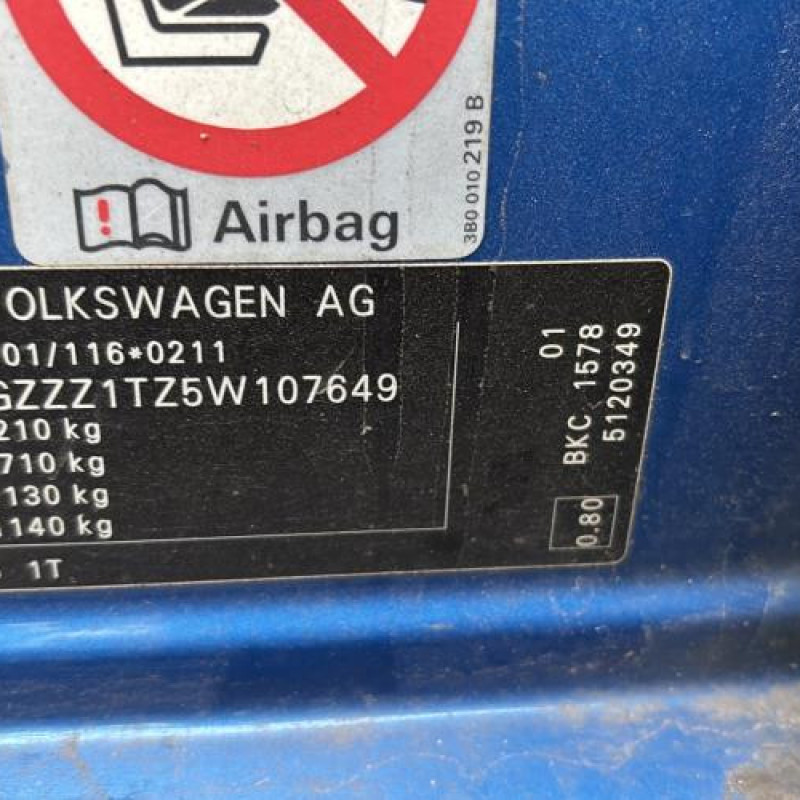 !
Airbag
3B0 010 219 B
OLKSWAGEN AG
01/116*0211
GZZZ1TZ5W107649
210 kg
710 kg
130 kg
1140 kg
1T
01
BKC 1578
5120349
0.80